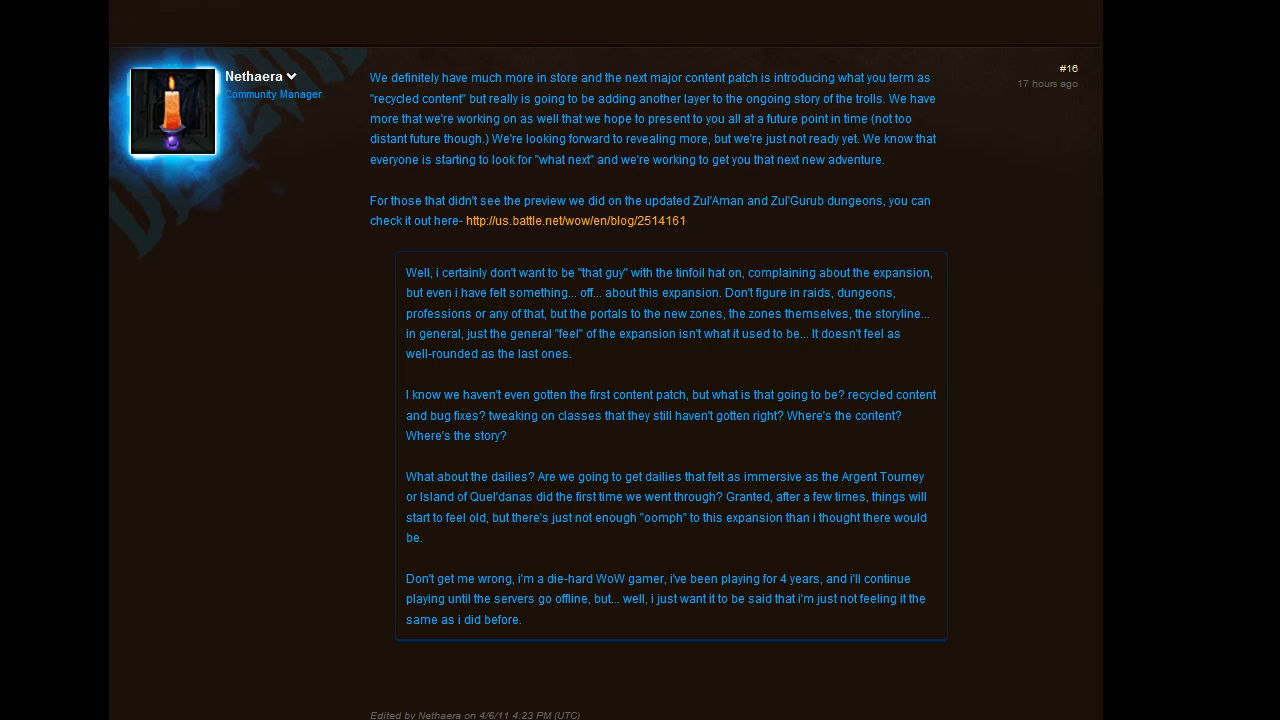 Nethaera
Community Manager
#16
17 hours ago
We definitely have much more in store and the next major content patch is introducing what you term as
"recycled content" but really is going to be adding another layer to the ongoing story of the trolls. We have
more that we're working on as well that we hope to present to you all at a future point in time (not too
distant future though.) We're looking forward to revealing more, but we're just not ready yet. We know that
everyone is starting to look for "what next" and we're working to get you that next new adventure.
For those that didn't see the preview we did on the updated Zul'Aman and Zul'Gurub dungeons, you can
check it out here- http://us.battle.net/wow/en/blog/2514161
Well, i certainly don't want to be "that guy" with the tinfoil hat on, complaining about the expansion,
but even i have felt something... off... about this expansion. Don't figure in raids, dungeons,
professions or any of that, but the portals to the new zones, the zones themselves, the storyline...
in general, just the general "feel" of the expansion isn't what it used to be... It doesn't feel as
well-rounded as the last ones.
I know we haven't even gotten the first content patch, but what is that going to be? recycled content
and bug fixes? tweaking on classes that they still haven't gotten right? Where's the content?
Where's the story?
What about the dailies? Are we going to get dailies that felt as immersive as the Argent Tourney
or Island of Quel'danas did the first time we went through? Granted, after a few times, things will
start to feel old, but there's just not enough "oomph" to this expansion than i thought there would
be.
Don't get me wrong, i'm a die-hard WoW gamer, i've been playing for 4 years, and i'll continue
playing until the servers go offline, but... well, i just want it to be said that i'm just not feeling it the
same as i did before.
Edited by Nethaera on 4/6/11 4:23 PM (UTC)